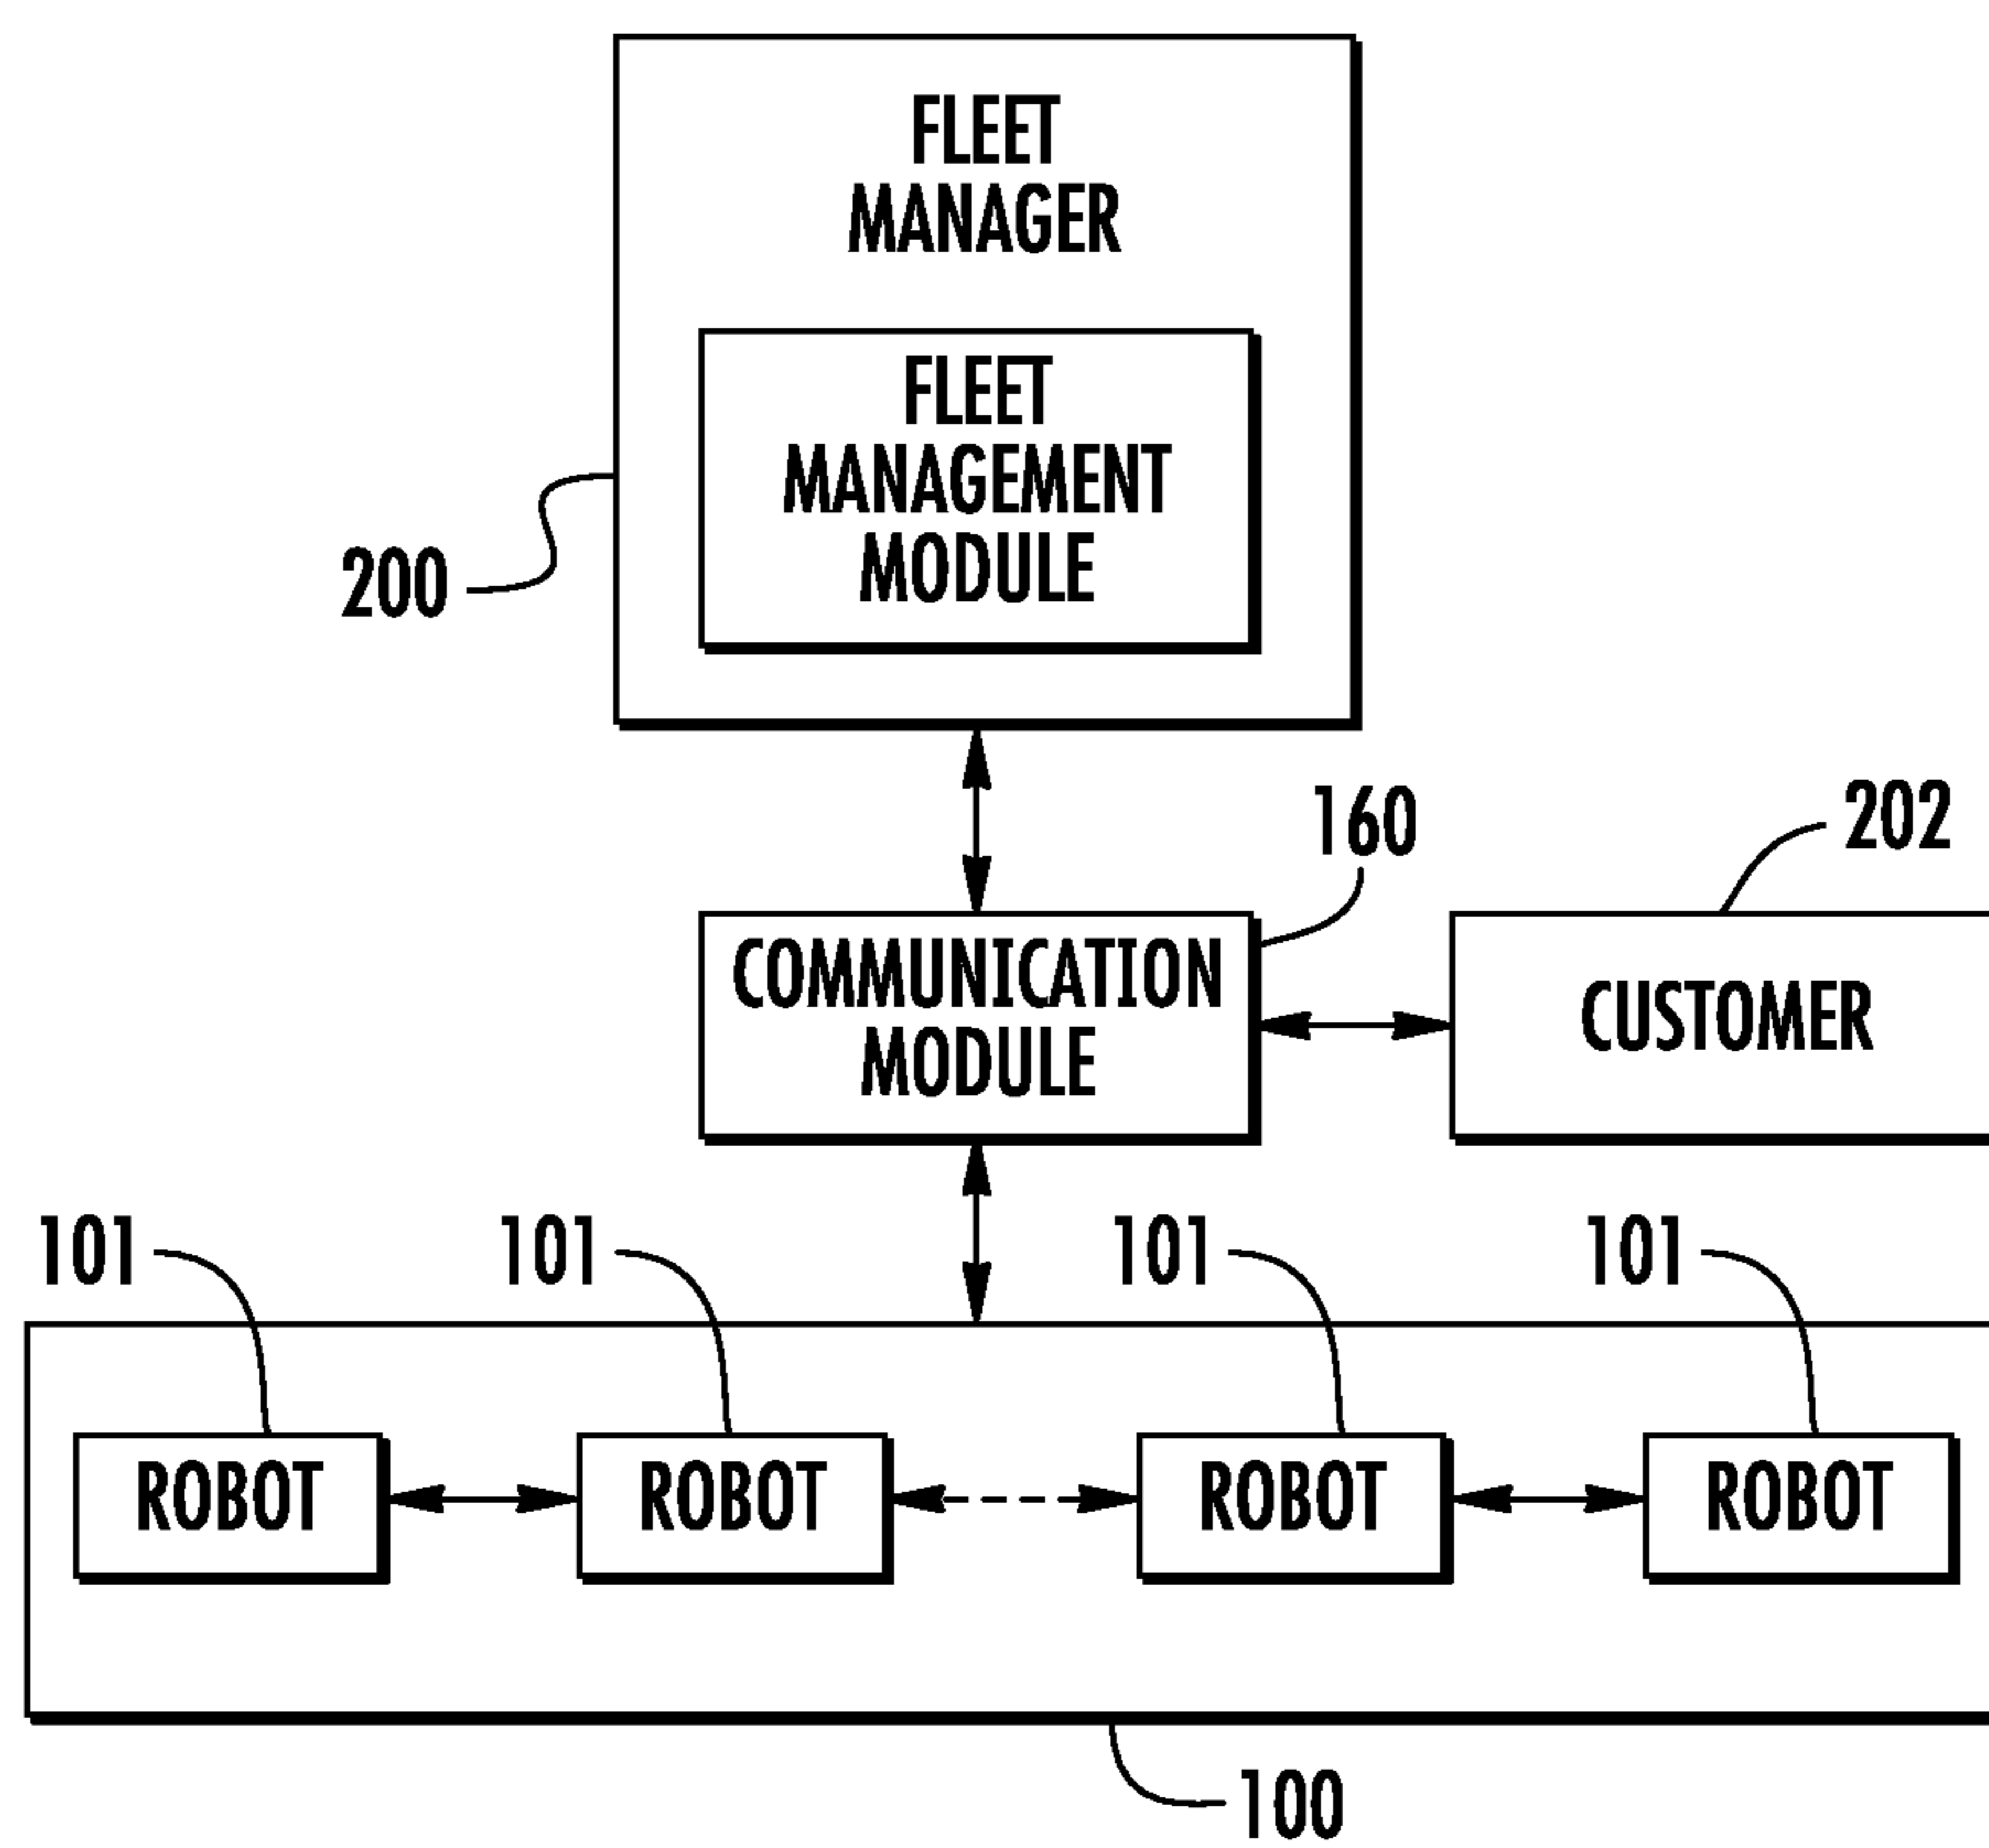 FLEET
MANAGER
FLEET
MANAGEMENT
MODULE
200
160
202
COMMUNICATION
MODULE
CUSTOMER
101 101 101 101
ROBOT ROBOT ROBOT ROBOT
100